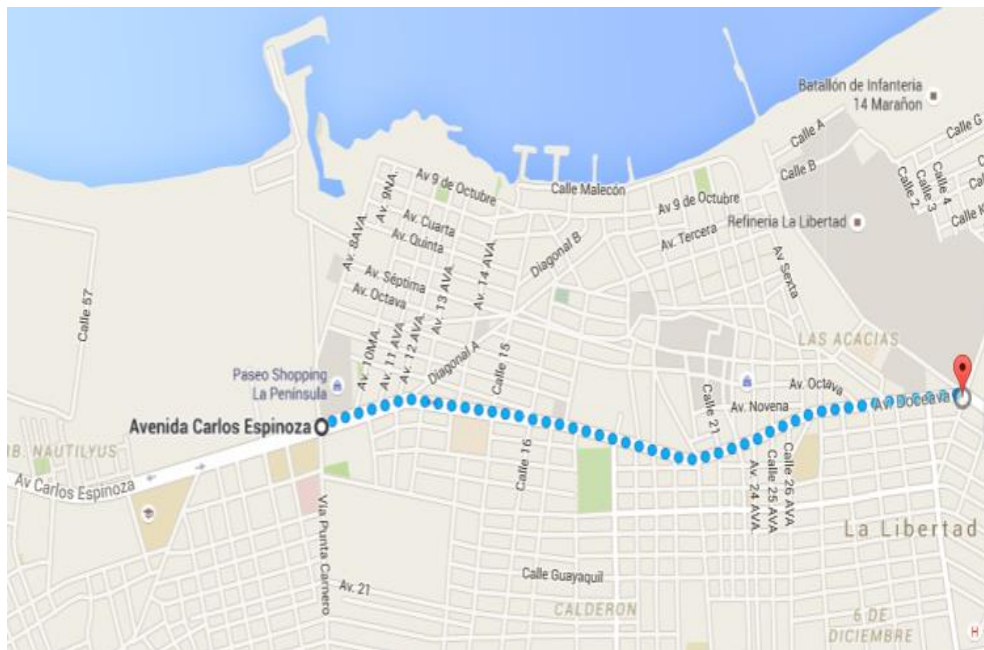 Batallón de Infanteria
14 Marañon
Calle A
Calle G
Calle B
Calle 4
Calle 3
Calle 2
Calle K
Av 9 de Octubre
Calle Malecón
Av 9 de Octubre
Refineria La Libertad
Av. 9NA.
Av. 8AVA.
Av. Cuarta
Av. Quinta
Av. Tercera
Diagonal B
Av. 14 AVA.
Av. 13 AVA.
Av Sexta
Av. Séptima
Av. Octava
Calle 57
LAS ACACIAS
Av. 10MA.
Av. 11 AVA.
Av. 12 AVA.
Diagonal A
Calle 15
Paseo Shopping
La Península
Av. Octava
Av. Novena
Av. Doceava
Calle 21
Avenida Carlos Espinoza
IB. NAUTILYUS
Av Carlos Espinoza
Calle 16
Av. 24 AVA.
Calle 25 AVA
Calle 26 AVA
La Libertad
Via Punta Carnero
Av. 21
Calle Guayaquil
CALDERON
6 DE
DICIEMBRE
H